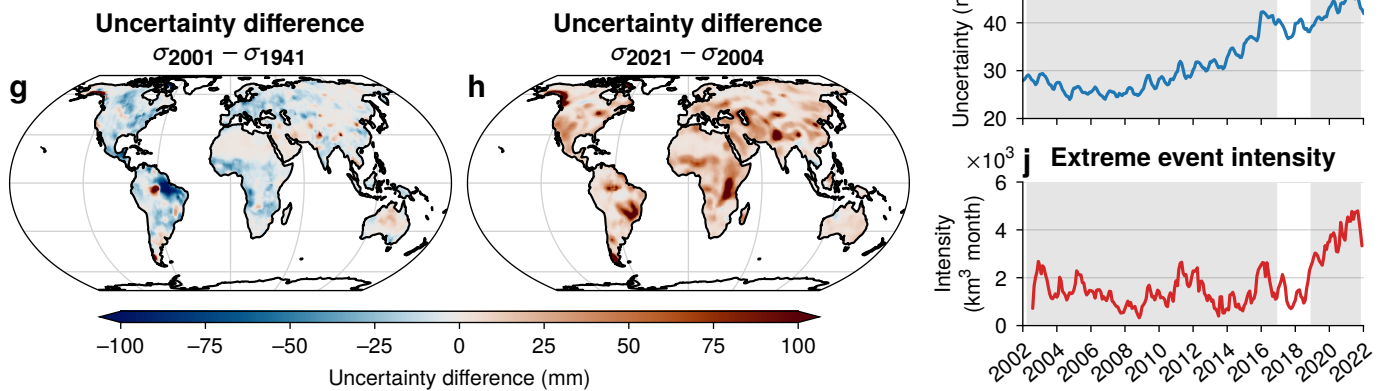 Uncertainty difference
σ2001 – σ1941
g
Uncertainty difference
σ2021 – σ2004
h
–100 –75 –50 –25 0 25 50 75 100
Uncertainty difference (mm)
Uncertainty
40
30
20
×10³ j Extreme event intensity
Intensity
(km³ month)
6
4
2
0
2002 2004 2006 2008 2010 2012 2014 2016 2018 2020 2022